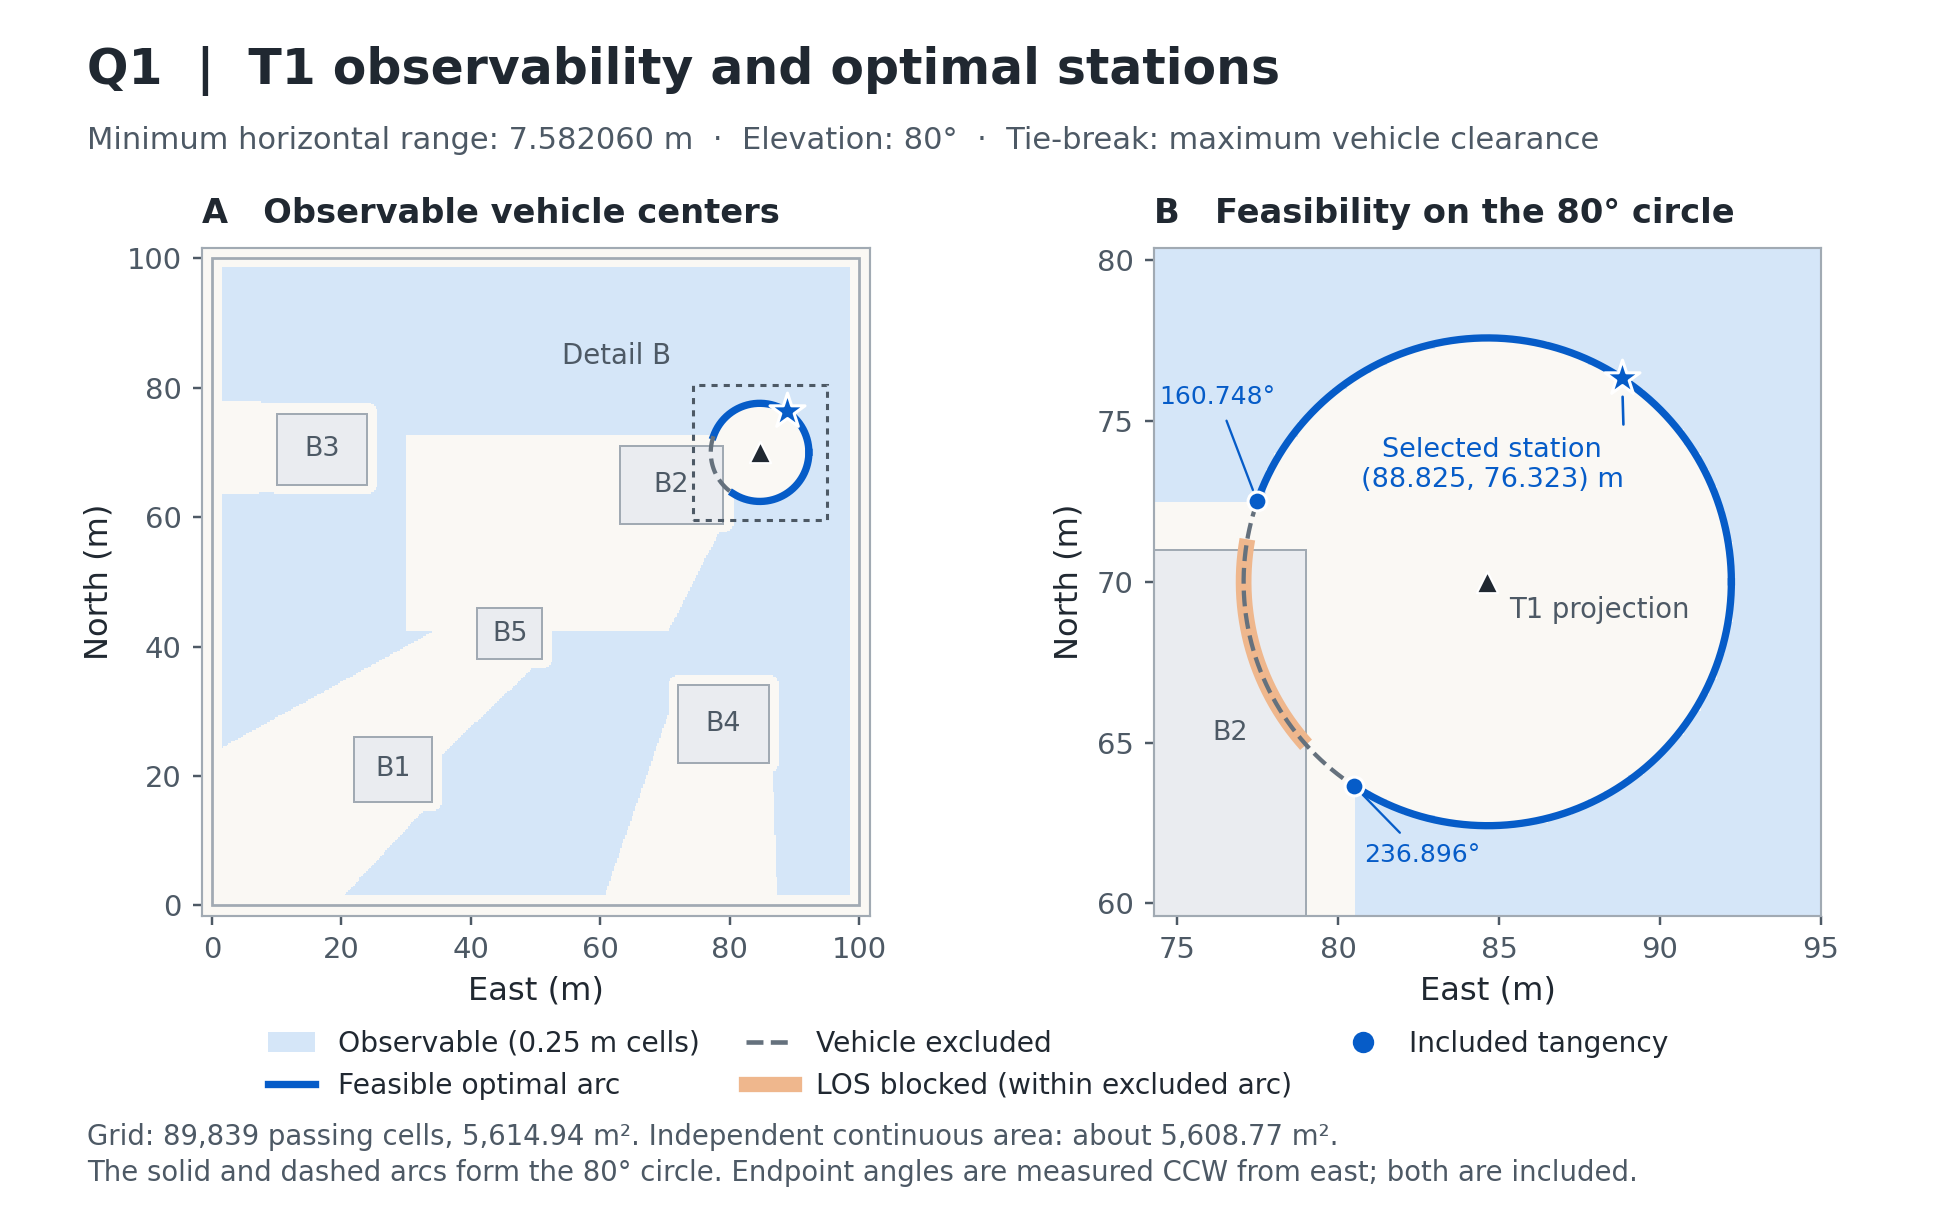 Q1 | T1 observability and optimal stations
Minimum horizontal range: 7.582060 m · Elevation: 80° · Tie-break: maximum vehicle clearance
A Observable vehicle centers
100
80
60
40
20
0
0 20 40 60 80 100
North (m)
East (m)
Detail B
B3
B2
B5
B4
B1
B Feasibility on the 80° circle
80
75
70
65
60
75 80 85 90 95
North (m)
East (m)
160.748°
Selected station
(88.825, 76.323) m
T1 projection
B2
236.896°
Observable (0.25 m cells)
Feasible optimal arc
Vehicle excluded
LOS blocked (within excluded arc)
Included tangency
Grid: 89,839 passing cells, 5,614.94 m². Independent continuous area: about 5,608.77 m².
The solid and dashed arcs form the 80° circle. Endpoint angles are measured CCW from east; both are included.